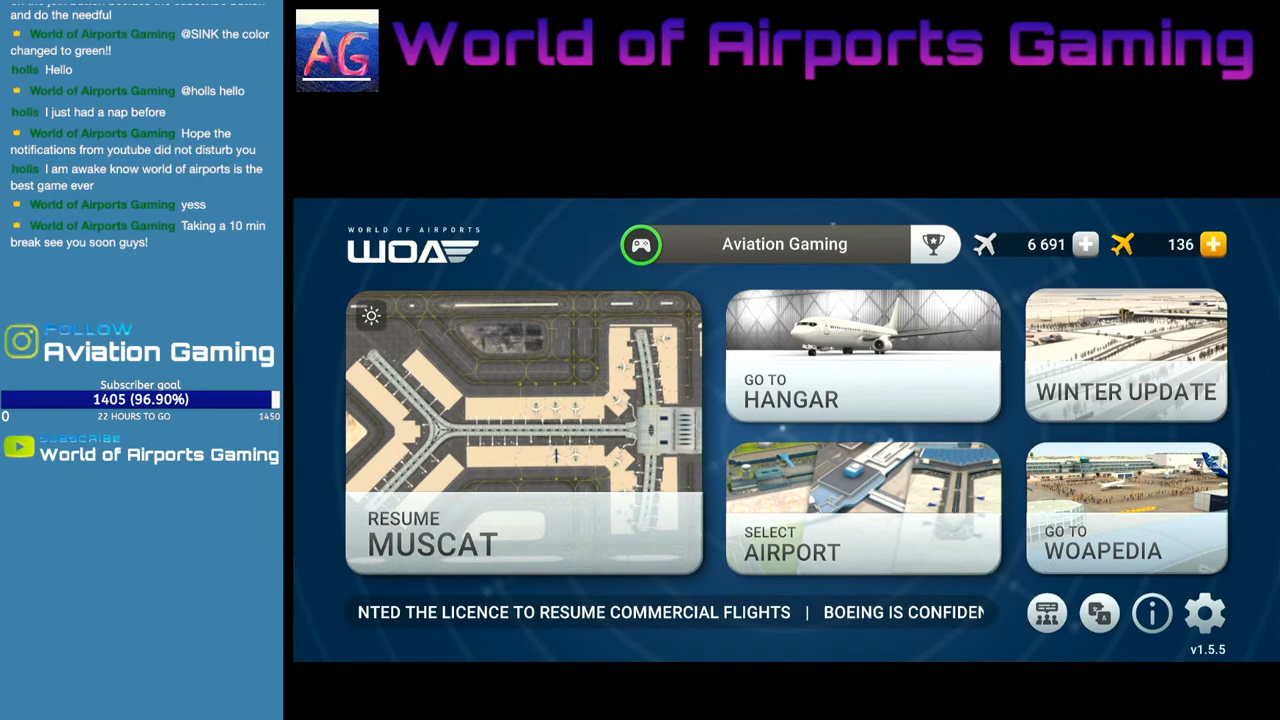 and do the needful
World of Airports Gaming @SINK the color
changed to green!!
holls Hello
World of Airports Gaming @holls hello
holls I just had a nap before
World of Airports Gaming Hope the
notifications from youtube did not disturb you
holls I am awake know world of airports is the
best game ever
World of Airports Gaming yess
World of Airports Gaming Taking a 10 min
break see you soon guys!
FOLLOW
Aviation Gaming
Subscriber goal
1405 (96.90%)
0 22 HOURS TO GO 1450
SUBSCRIBE
World of Airports Gaming
AG
World of Airports Gaming
WORLD OF AIRPORTS
WOA
Aviation Gaming
6 691
136
RESUME
MUSCAT
GO TO
HANGAR
WINTER UPDATE
SELECT
AIRPORT
GO TO
WOAPEDIA
NTED THE LICENCE TO RESUME COMMERCIAL FLIGHTS | BOEING IS CONFIDEN
v1.5.5